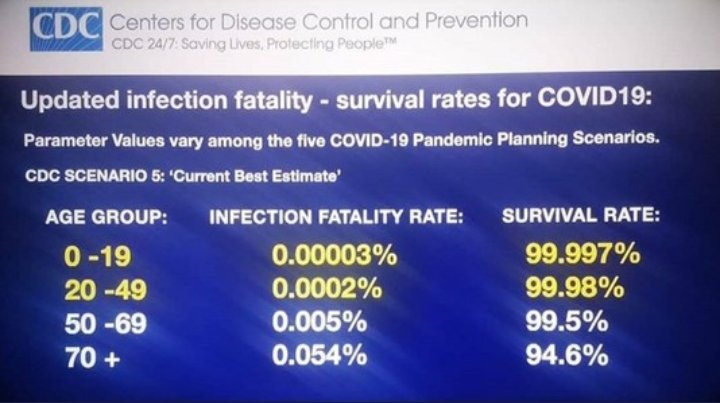 CDC Centers for Disease Control and Prevention
CDC 24/7: Saving Lives, Protecting People™
Updated infection fatality - survival rates for COVID19:
Parameter Values vary among the five COVID-19 Pandemic Planning Scenarios.
CDC SCENARIO 5: 'Current Best Estimate'
AGE GROUP: INFECTION FATALITY RATE: SURVIVAL RATE:
0 -19 0.00003% 99.997%
20 -49 0.0002% 99.98%
50 -69 0.005% 99.5%
70 + 0.054% 94.6%